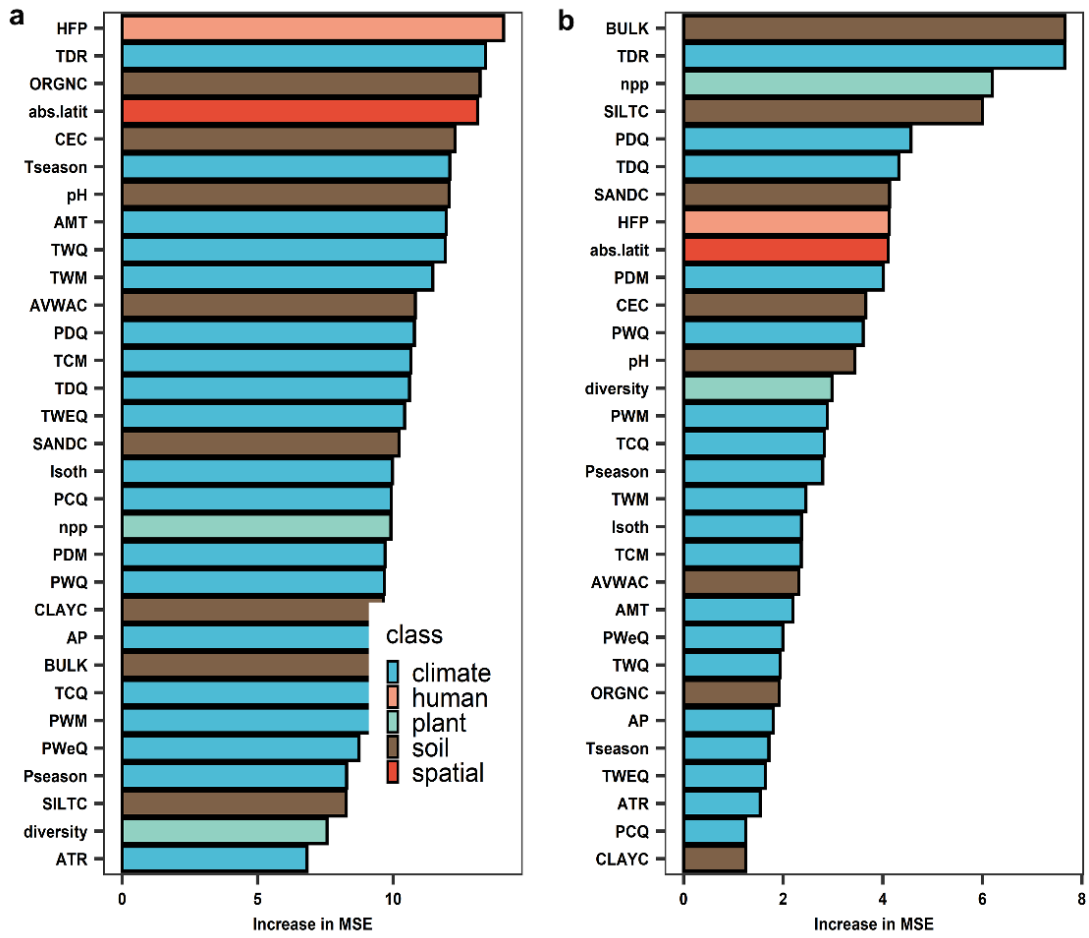 a
HFP
TDR
ORGNC
abs.latit
CEC
Tseason
pH
AMT
TWQ
TWM
AVWAC
PDQ
TCM
TDQ
TWEQ
SANDC
Isoth
PCQ
npp
PDM
PWQ
CLAYC
AP
BULK
TCQ
PWM
PWeQ
Pseason
SILTC
diversity
ATR
class
climate
human
plant
soil
spatial
0 5 10
Increase in MSE
b
BULK
TDR
npp
SILTC
PDQ
TDQ
SANDC
HFP
abs.latit
PDM
CEC
PWQ
pH
diversity
PWM
TCQ
Pseason
TWM
Isoth
TCM
AVWAC
AMT
PWeQ
TWQ
ORGNC
AP
Tseason
TWEQ
ATR
PCQ
CLAYC
0 2 4 6 8
Increase in MSE